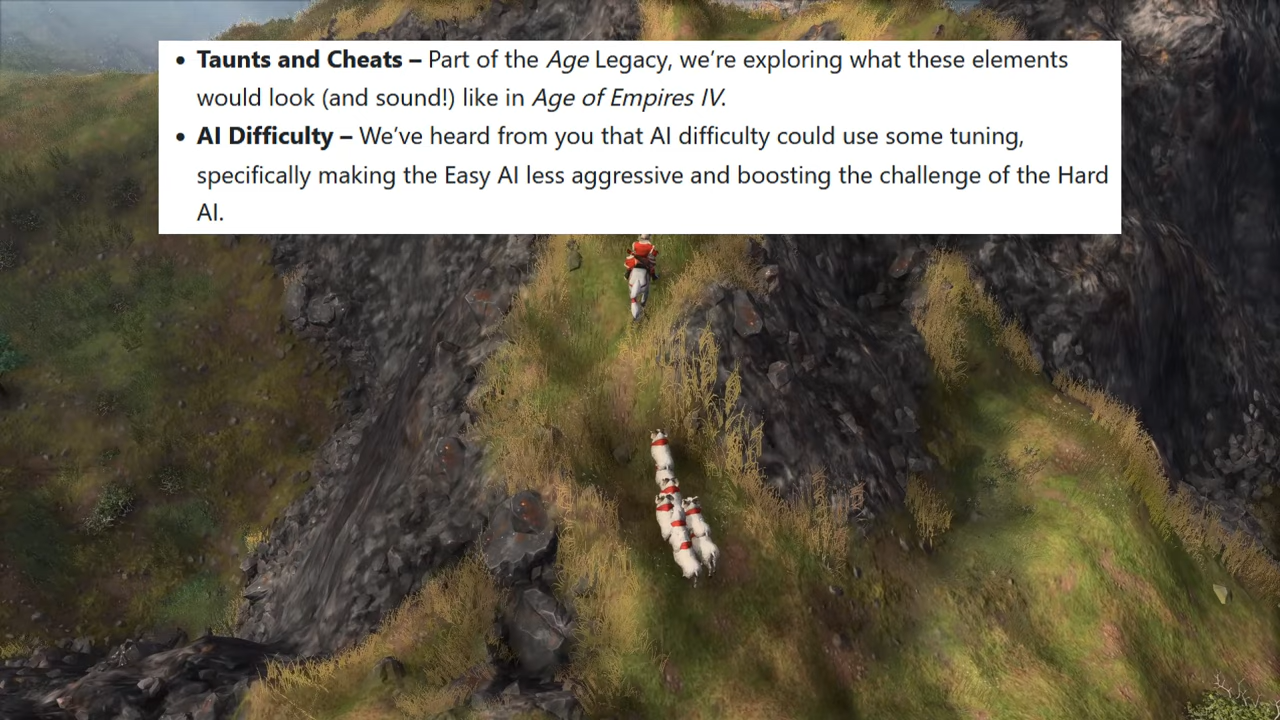 • Taunts and Cheats – Part of the Age Legacy, we’re exploring what these elements
would look (and sound!) like in Age of Empires IV.
• AI Difficulty – We’ve heard from you that AI difficulty could use some tuning,
specifically making the Easy AI less aggressive and boosting the challenge of the Hard
AI.